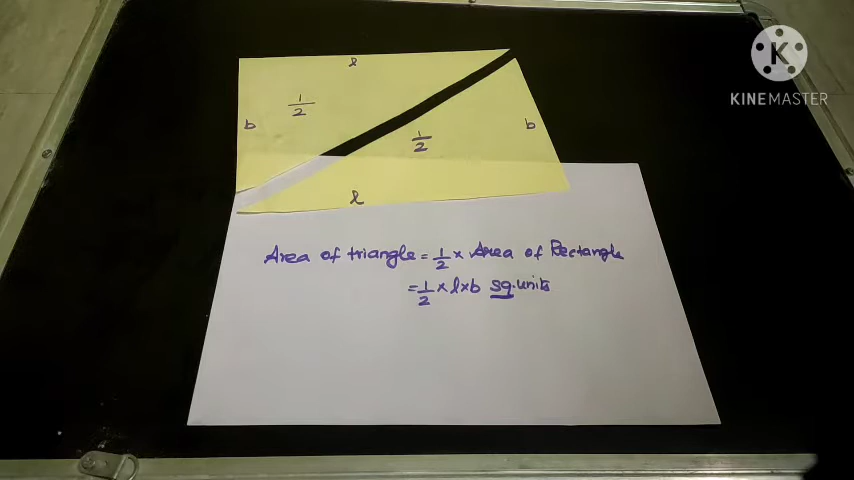 l
1/2
b
1/2
b
l
Area of triangle = 1/2 × Area of Rectangle
= 1/2 × l × b sq. units
K
KINEMASTER